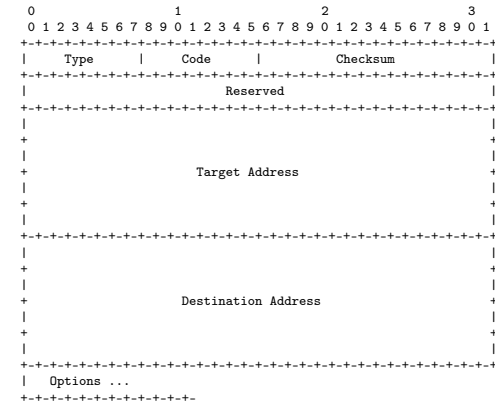 0                   1                   2                   3
 0 1 2 3 4 5 6 7 8 9 0 1 2 3 4 5 6 7 8 9 0 1 2 3 4 5 6 7 8 9 0 1
+-+-+-+-+-+-+-+-+-+-+-+-+-+-+-+-+-+-+-+-+-+-+-+-+-+-+-+-+-+-+-+-+
|     Type      |     Code      |          Checksum             |
+-+-+-+-+-+-+-+-+-+-+-+-+-+-+-+-+-+-+-+-+-+-+-+-+-+-+-+-+-+-+-+-+
|                           Reserved                            |
+-+-+-+-+-+-+-+-+-+-+-+-+-+-+-+-+-+-+-+-+-+-+-+-+-+-+-+-+-+-+-+-+
|                                                               |
+                                                               +
|                                                               |
+                       Target Address                          +
|                                                               |
+                                                               +
|                                                               |
+-+-+-+-+-+-+-+-+-+-+-+-+-+-+-+-+-+-+-+-+-+-+-+-+-+-+-+-+-+-+-+-+
|                                                               |
+                                                               +
|                                                               |
+                     Destination Address                       +
|                                                               |
+                                                               +
|                                                               |
+-+-+-+-+-+-+-+-+-+-+-+-+-+-+-+-+-+-+-+-+-+-+-+-+-+-+-+-+-+-+-+-+
|   Options ...
+-+-+-+-+-+-+-+-+-+-+-+-